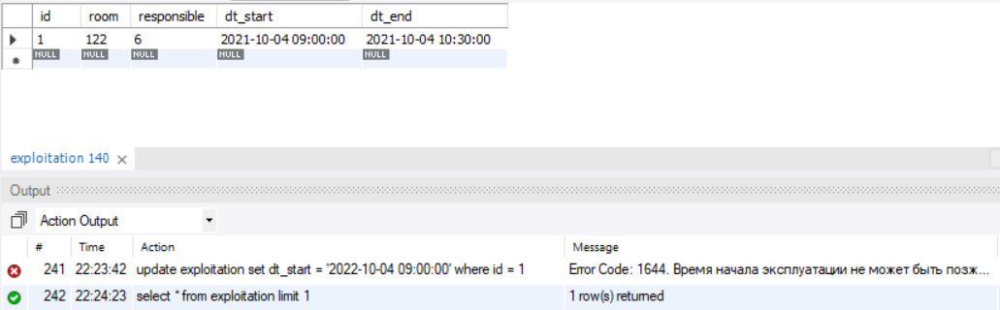 id room responsible dt_start dt_end
1 122 6 2021-10-04 09:00:00 2021-10-04 10:30:00
NULL NULL NULL NULL NULL
exploitation 140
Output
Action Output
# Time Action Message
241 22:23:42 update exploitation set dt_start = '2022-10-04 09:00:00' where id = 1 Error Code: 1644. Время начала эксплуатации не может быть позж...
242 22:24:23 select * from exploitation limit 1 1 row(s) returned